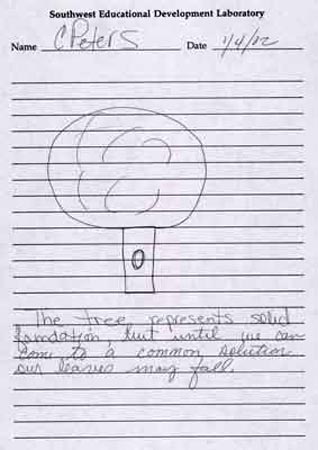 Southwest Educational Development Laboratory
Name C Peters Date 1/4/02
The tree represents solid
foundation, but until we can
come to a common solution
our leaves may fall.